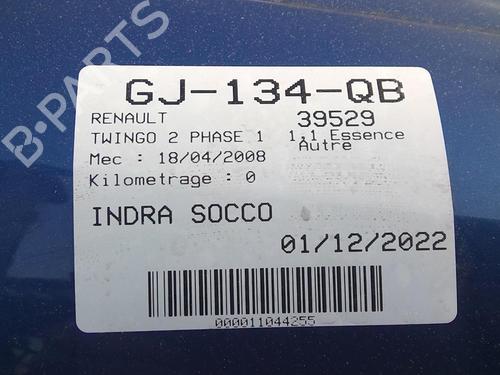 B-PARTS
GJ-134-QB
RENAULT 39529
TWINGO 2 PHASE 1 1.1 Essence
Autre
Mec : 18/04/2008
Kilometrage : 0
INDRA SOCCO
01/12/2022
000011044255